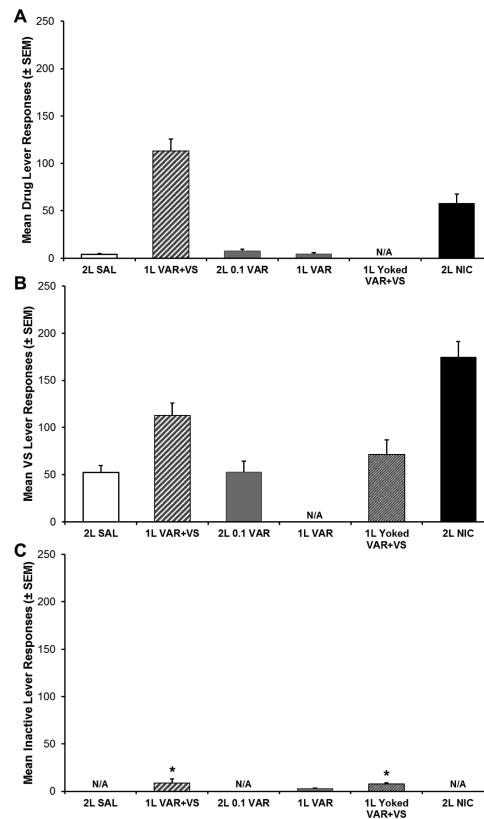 A
Mean Drug Lever Responses (± SEM)
250
200
150
100
50
0
N/A
2L SAL 1L VAR+VS 2L 0.1 VAR 1L VAR 1L Yoked VAR+VS 2L NIC
B
Mean VS Lever Responses (± SEM)
250
200
150
100
50
0
N/A
2L SAL 1L VAR+VS 2L 0.1 VAR 1L VAR 1L Yoked VAR+VS 2L NIC
C
Mean Inactive Lever Responses (± SEM)
250
200
150
100
50
0
* *
N/A N/A N/A
2L SAL 1L VAR+VS 2L 0.1 VAR 1L VAR 1L Yoked VAR+VS 2L NIC